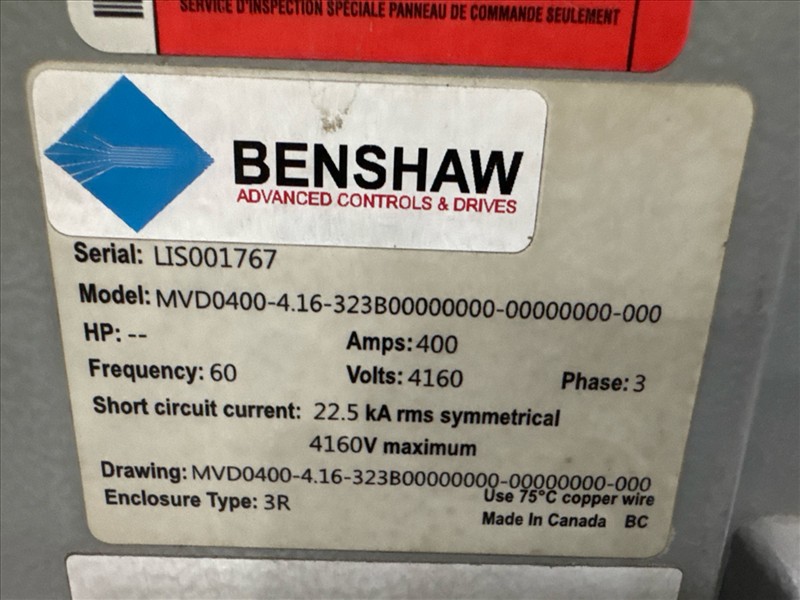 SERVICE D'INSPECTION SPÉCIALE PANNEAU DE COMMANDE SEULEMENT
BENSHAW
ADVANCED CONTROLS & DRIVES
Serial: LIS001767
Model: MVD0400-4.16-323B00000000-00000000-000
HP: -- Amps: 400
Frequency: 60 Volts: 4160 Phase: 3
Short circuit current: 22.5 kA rms symmetrical
4160V maximum
Drawing: MVD0400-4.16-323B00000000-00000000-000
Enclosure Type: 3R Use 75°C copper wire
Made In Canada BC